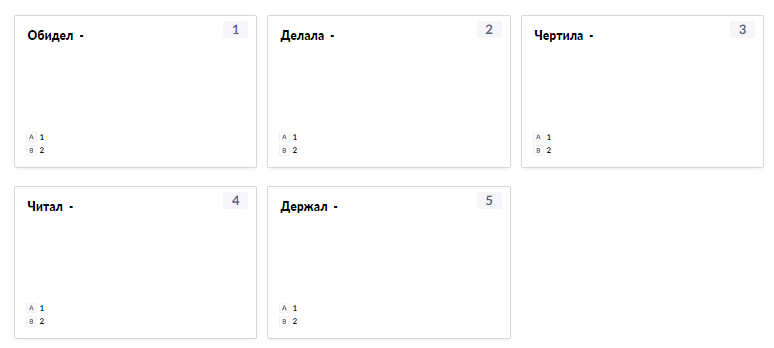 Обидел -
1
A 1
B 2
Делала -
2
A 1
B 2
Чертила -
3
A 1
B 2
Читал -
4
A 1
B 2
Держал -
5
A 1
B 2